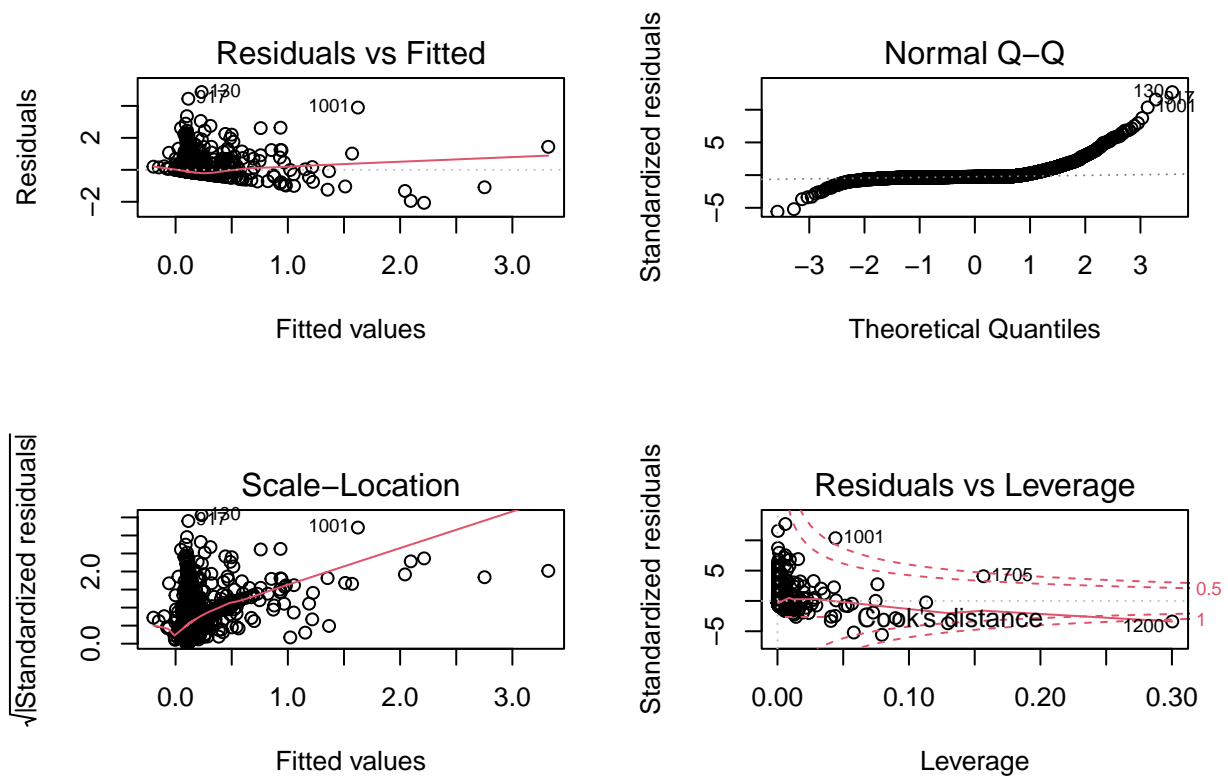 Residuals vs Fitted
Residuals
2
−2
130
917
1001
0.0 1.0 2.0 3.0
Fitted values
Normal Q−Q
Standardized residuals
5
−5
130
917
1001
−3 −2 −1 0 1 2 3
Theoretical Quantiles
Scale−Location
√|Standardized residuals|
2.0
0.0
130
917
1001
0.0 1.0 2.0 3.0
Fitted values
Residuals vs Leverage
Standardized residuals
5
−5
1001
1705
1200
Cook's distance
0.5
1
0.00 0.10 0.20 0.30
Leverage